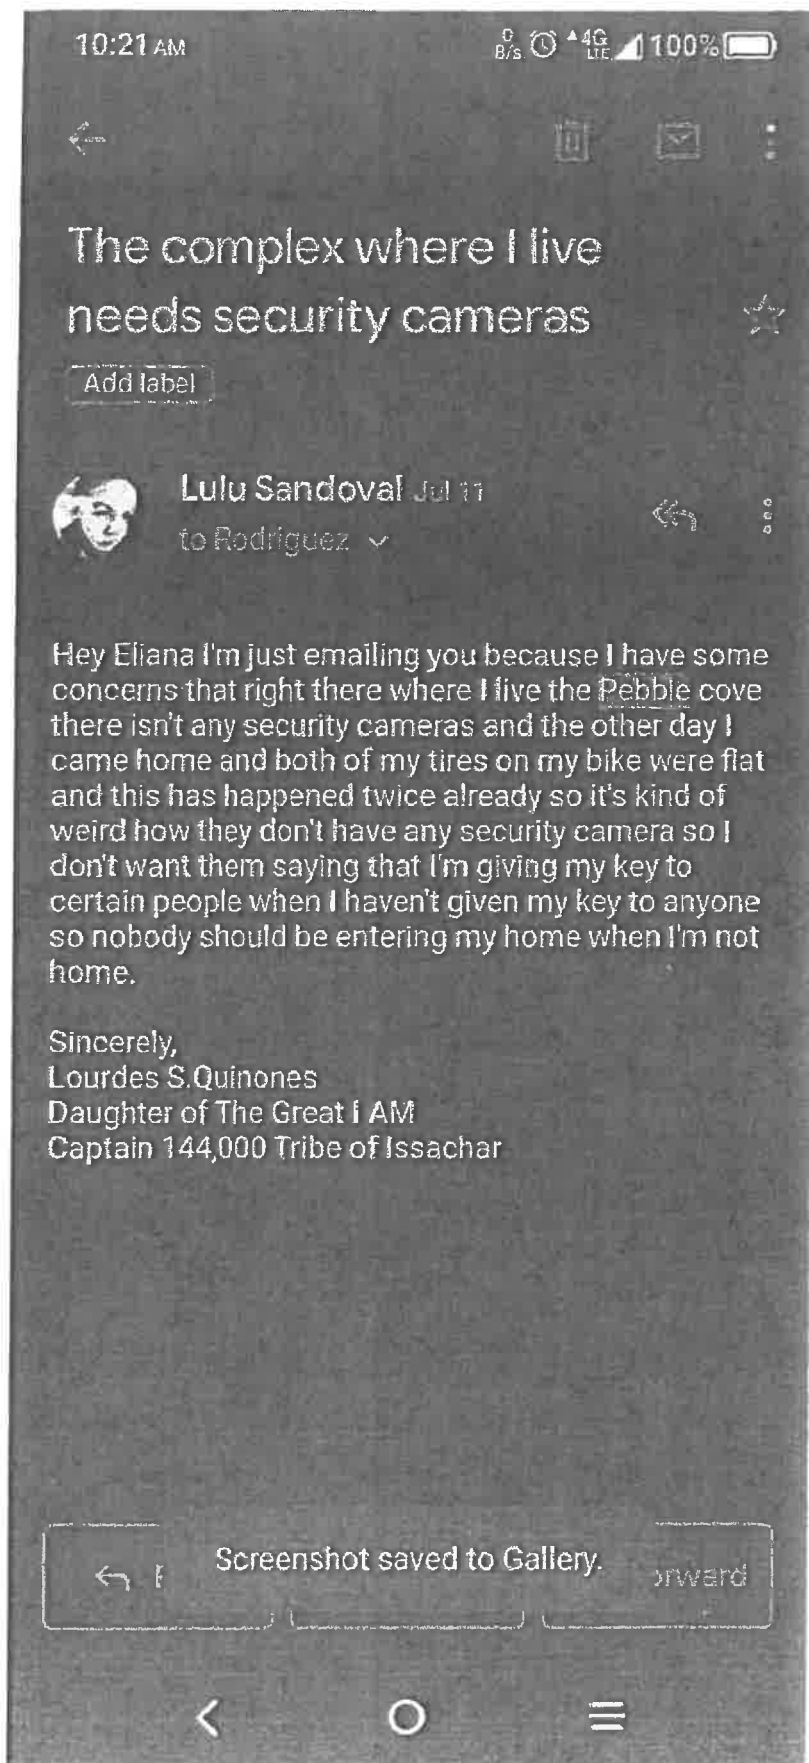 10:21 AM
0 B/s 4G LTE 100%
The complex where I live
needs security cameras
Add label
Lulu Sandoval Jul 11
to Rodriguez
Hey Eliana I'm just emailing you because I have some
concerns that right there where I live the Pebble cove
there isn't any security cameras and the other day I
came home and both of my tires on my bike were flat
and this has happened twice already so it's kind of
weird how they don't have any security camera so I
don't want them saying that I'm giving my key to
certain people when I haven't given my key to anyone
so nobody should be entering my home when I'm not
home.
Sincerely,
Lourdes S.Quinones
Daughter of The Great I AM
Captain 144,000 Tribe of Issachar
Screenshot saved to Gallery.
orward